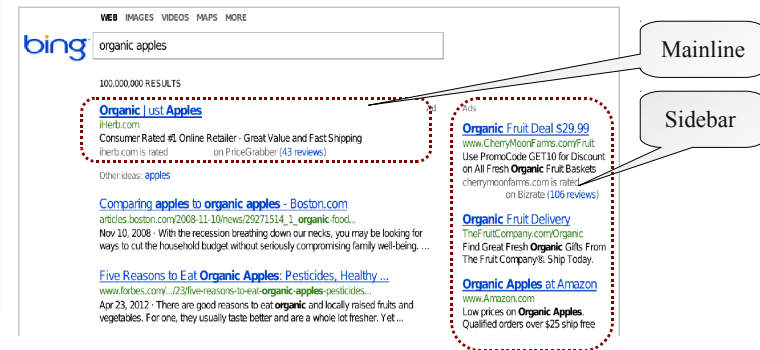 WEB IMAGES VIDEOS MAPS MORE
bing
organic apples
100,000,000 RESULTS
Organic Just Apples
Ad
iHerb.com
Consumer Rated #1 Online Retailer - Great Value and Fast Shipping
iherb.com is rated on PriceGrabber (43 reviews)
Other ideas: apples
Comparing apples to organic apples - Boston.com
articles.boston.com/2008-11-10/news/29271514_1_organic-food...
Nov 10, 2008 · With the recession breathing down our necks, you may be looking for
ways to cut the household budget without seriously compromising family well-being. ...
Five Reasons to Eat Organic Apples: Pesticides, Healthy ...
www.forbes.com/.../23/five-reasons-to-eat-organic-apples-pesticides...
Apr 23, 2012 · There are good reasons to eat organic and locally raised fruits and
vegetables. For one, they usually taste better and are a whole lot fresher. Yet ...
Ads
Organic Fruit Deal $29.99
www.CherryMoonFarms.com/Fruit
Use PromoCode GET10 for Discount
on All Fresh Organic Fruit Baskets
cherrymoonfarms.com is rated
on Bizrate (106 reviews)
Organic Fruit Delivery
TheFruitCompany.com/Organic
Find Great Fresh Organic Gifts From
The Fruit Company®. Ship Today.
Organic Apples at Amazon
www.Amazon.com
Low prices on Organic Apples.
Qualified orders over $25 ship free
Mainline
Sidebar